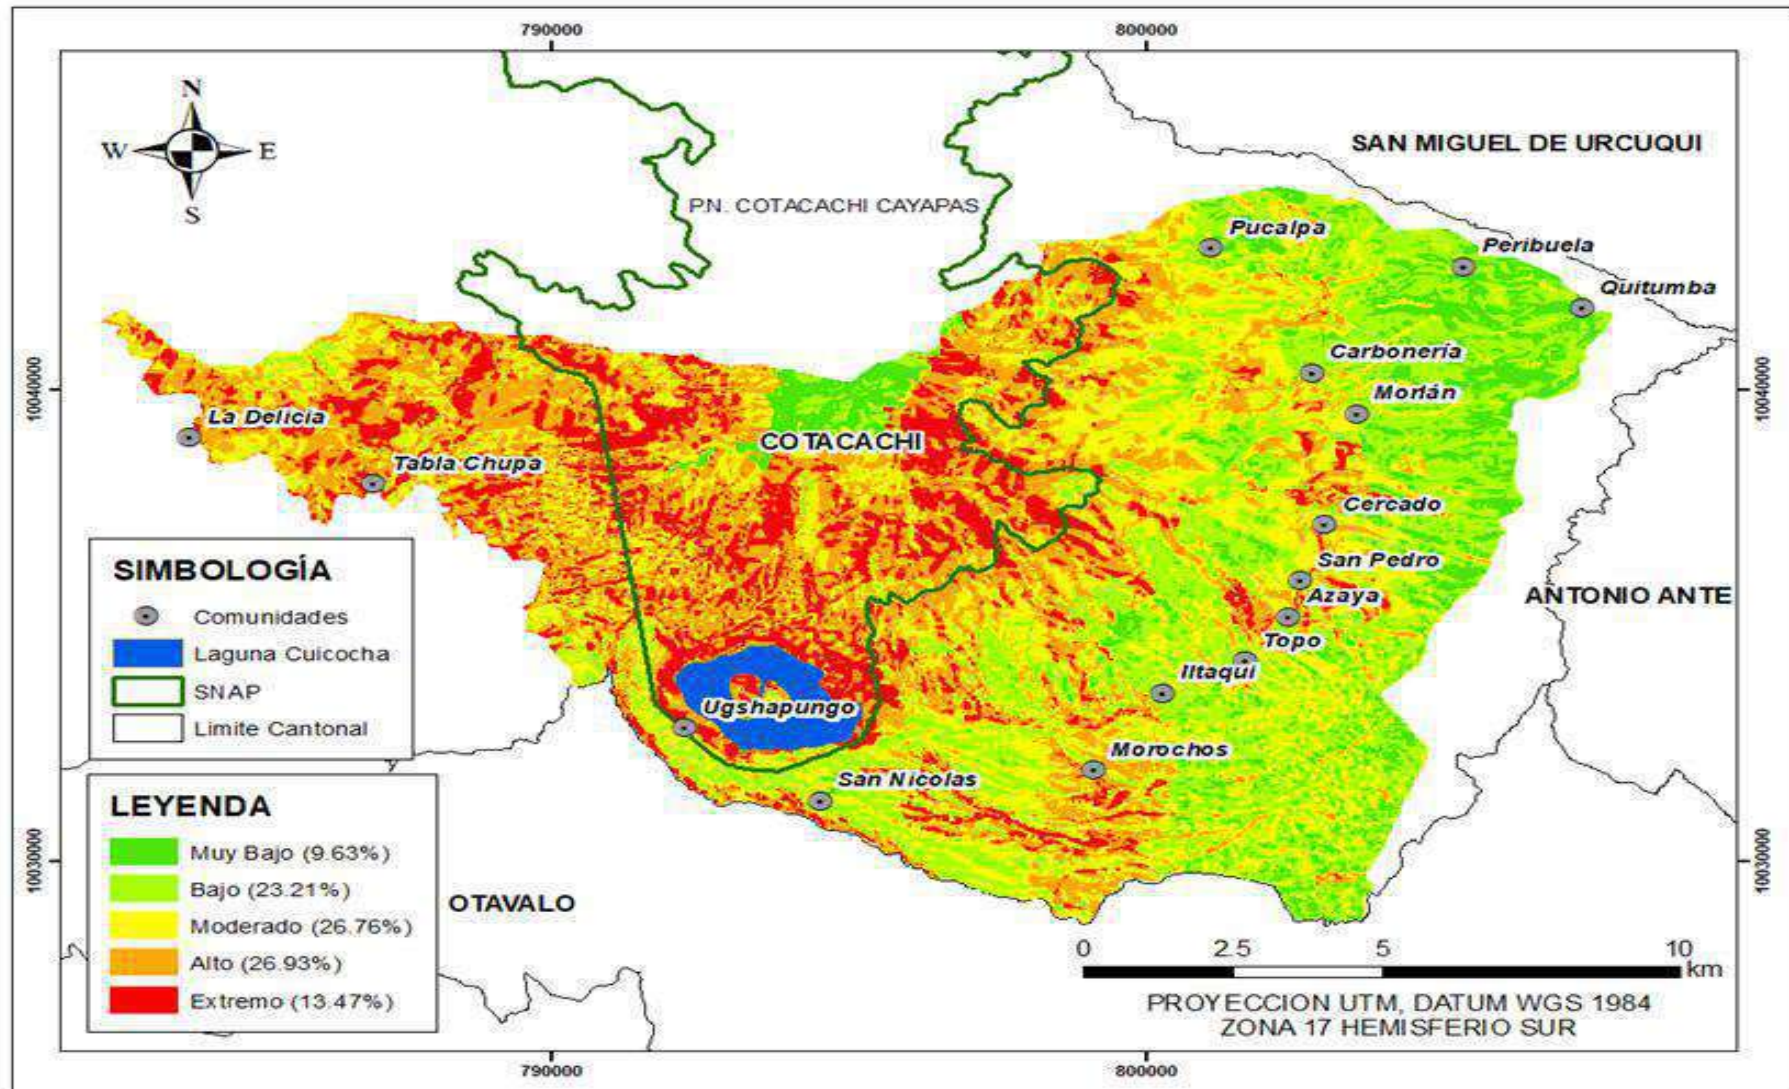 790000
800000
N
W
E
S
SAN MIGUEL DE URCUQUI
P.N. COTACACHI CAYAPAS
Pucalpa
Peribuela
Quitumba
Carbonería
10040000
10040000
Morlán
La Delicia
COTACACHI
Tabla Chupa
Cercado
San Pedro
Azaya
ANTONIO ANTE
Topo
Iltaqui
Ugshapungo
Morochos
San Nicolas
SIMBOLOGÍA
Comunidades
Laguna Cuicocha
SNAP
Limite Cantonal
LEYENDA
Muy Bajo (9.63%)
Bajo (23.21%)
Moderado (26.76%)
Alto (26.93%)
Extremo (13.47%)
10030000
10030000
OTAVALO
0 2.5 5 10
km
PROYECCION UTM, DATUM WGS 1984
ZONA 17 HEMISFERIO SUR
790000
800000